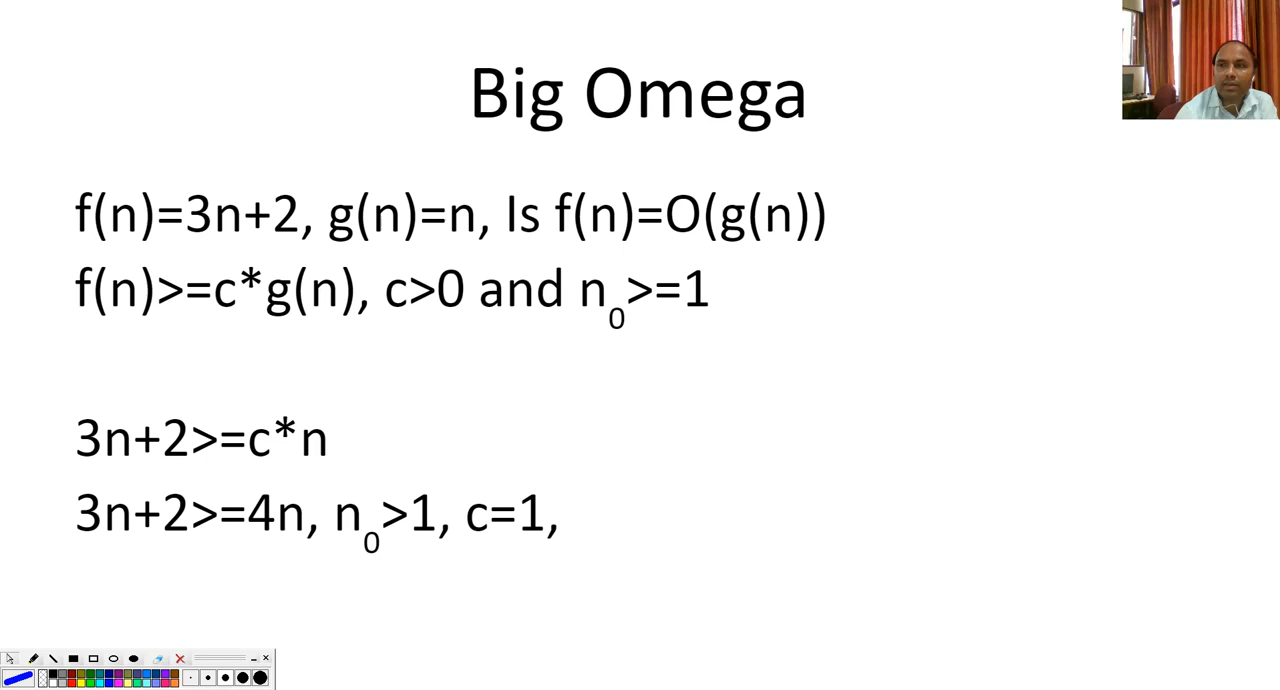 Big Omega
f(n)=3n+2, g(n)=n, Is f(n)=O(g(n))
f(n)>=c*g(n), c>0 and n0>=1
3n+2>=c*n
3n+2>=4n, n0>1, c=1,